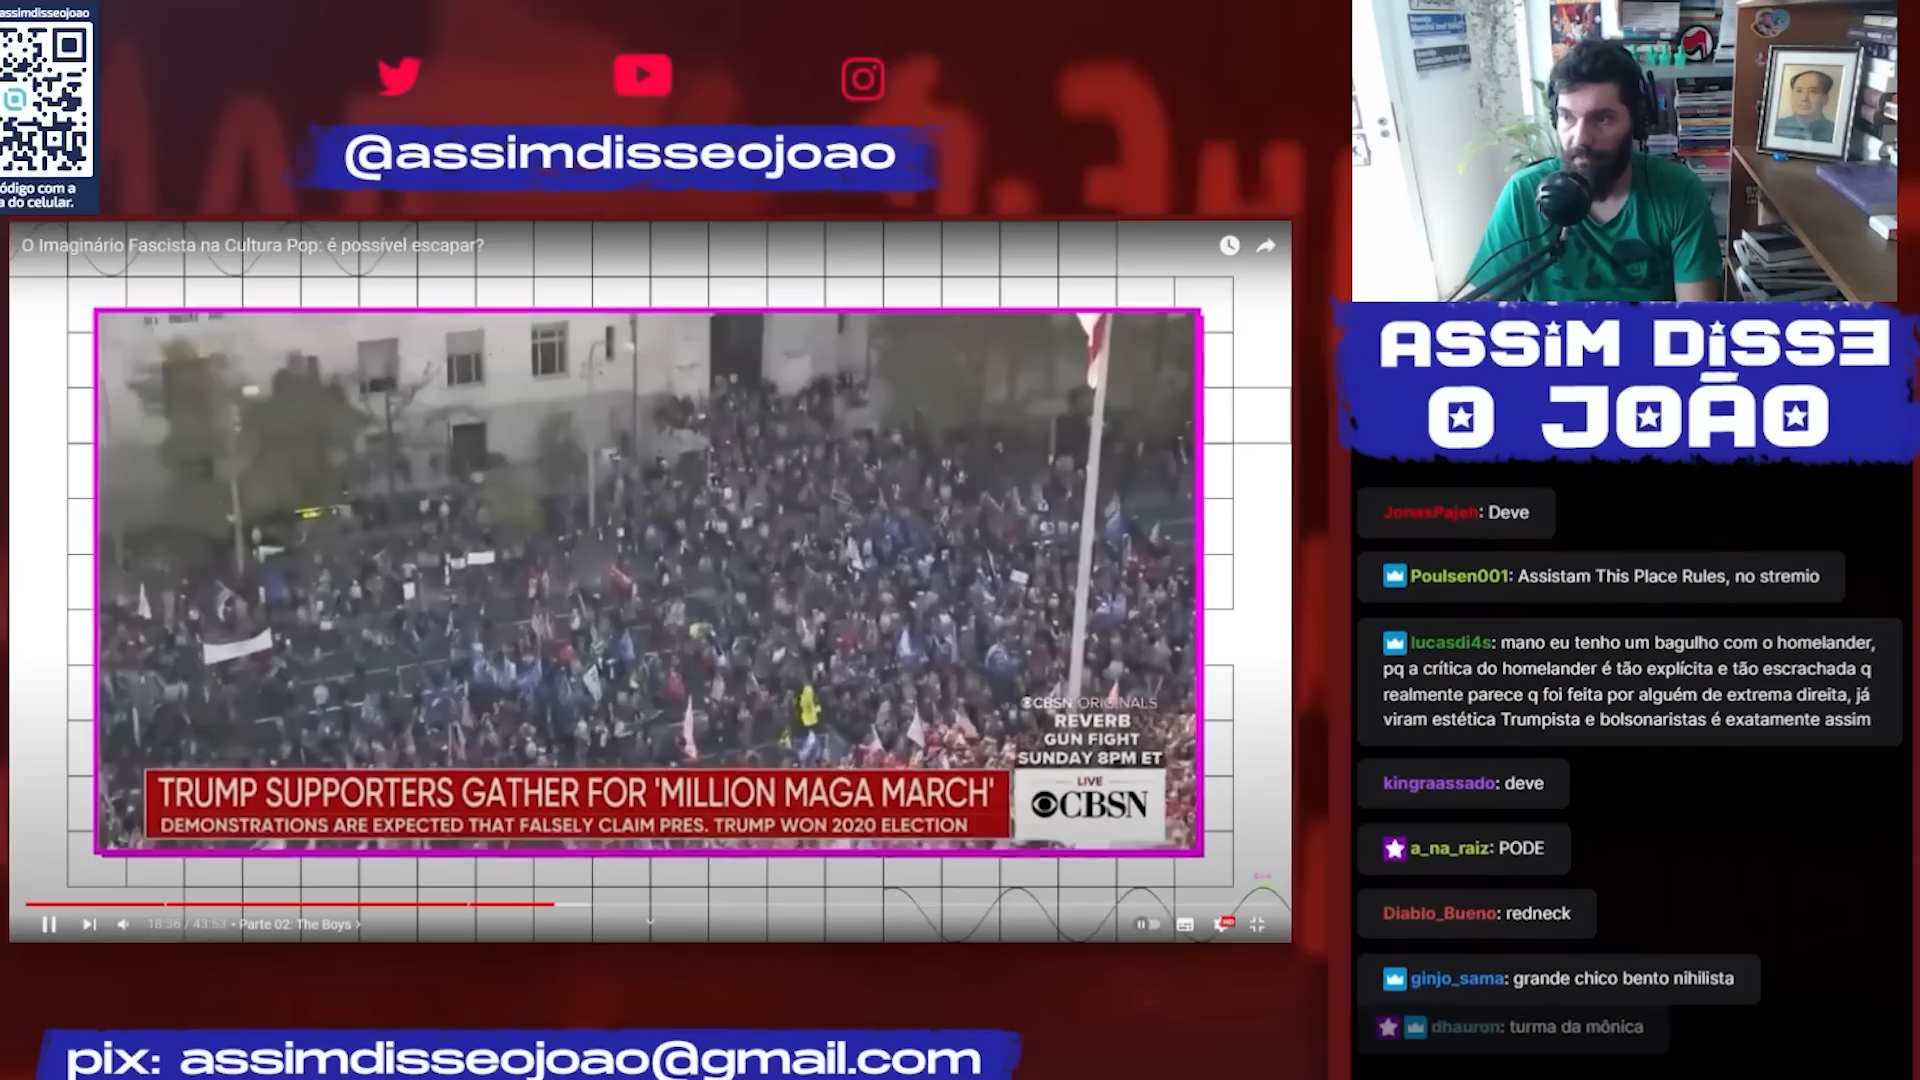 assimdisseojoao
ódigo com a
a do celular.
@assimdisseojoao
O Imaginário Fascista na Cultura Pop: é possível escapar?
©CBSN ORIGINALS
REVERB
GUN FIGHT
SUNDAY 8PM ET
TRUMP SUPPORTERS GATHER FOR 'MILLION MAGA MARCH'
DEMONSTRATIONS ARE EXPECTED THAT FALSELY CLAIM PRES. TRUMP WON 2020 ELECTION
LIVE
CBSN
18:36 / 43:53 • Parte 02: The Boys
HD
pix: assimdisseojoao@gmail.com
ASSIM DISSE
O JOÃO
JonasPajeh: Deve
Poulsen001: Assistam This Place Rules, no stremio
lucasdi4s: mano eu tenho um bagulho com o homelander,
pq a crítica do homelander é tão explícita e tão escrachada q
realmente parece q foi feita por alguém de extrema direita, já
viram estética Trumpista e bolsonaristas é exatamente assim
kingraassado: deve
a_na_raiz: PODE
Diablo_Bueno: redneck
ginjo_sama: grande chico bento nihilista
dhauron: turma da mônica